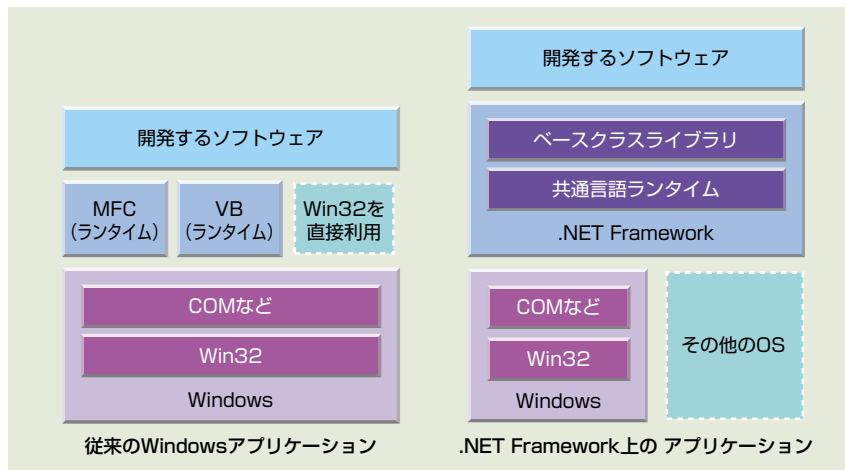 開発するソフトウェア
MFC
(ランタイム)
VB
(ランタイム)
Win32を
直接利用
COMなど
Win32
Windows
従来のWindowsアプリケーション
開発するソフトウェア
ベースクラスライブラリ
共通言語ランタイム
.NET Framework
COMなど
Win32
Windows
その他のOS
.NET Framework上の アプリケーション